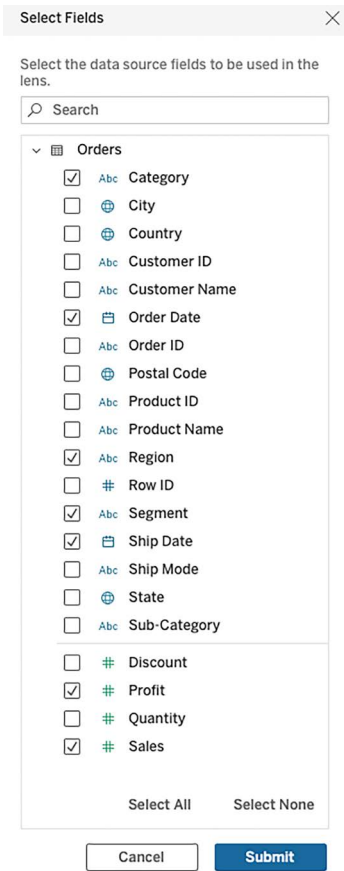 Select Fields
Select the data source fields to be used in the
lens.
Search
Orders
Abc Category
City
Country
Abc Customer ID
Abc Customer Name
Order Date
Abc Order ID
Postal Code
Abc Product ID
Abc Product Name
Abc Region
# Row ID
Abc Segment
Ship Date
Abc Ship Mode
State
Abc Sub-Category
# Discount
# Profit
# Quantity
# Sales
Select All Select None
Cancel Submit